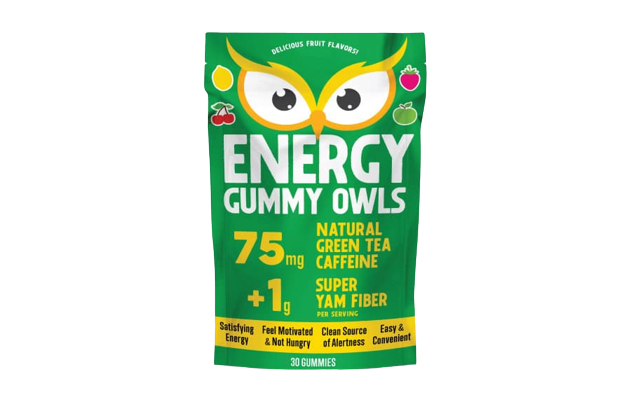 DELICIOUS FRUIT FLAVORS!
ENERGY
GUMMY OWLS
75mg
NATURAL
GREEN TEA
CAFFEINE
+1g
SUPER
YAM FIBER
PER SERVING
Satisfying
Energy
Feel Motivated
& Not Hungry
Clean Source
of Alertness
Easy &
Convenient
30 GUMMIES